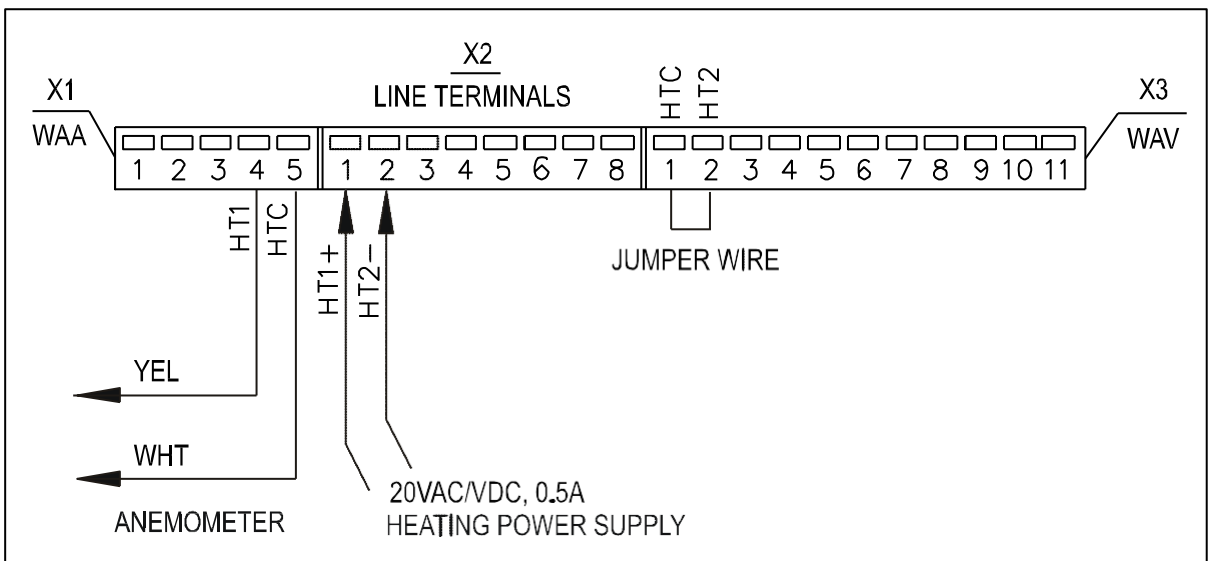 X2
X1
LINE TERMINALS
HTC
HT2
X3
WAA
WAV
1 2 3 4 5 1 2 3 4 5 6 7 8 1 2 3 4 5 6 7 8 9 10 11
HT1
HTC
HT1+
HT2−
JUMPER WIRE
YEL
WHT
20VAC/VDC, 0.5A
ANEMOMETER
HEATING POWER SUPPLY